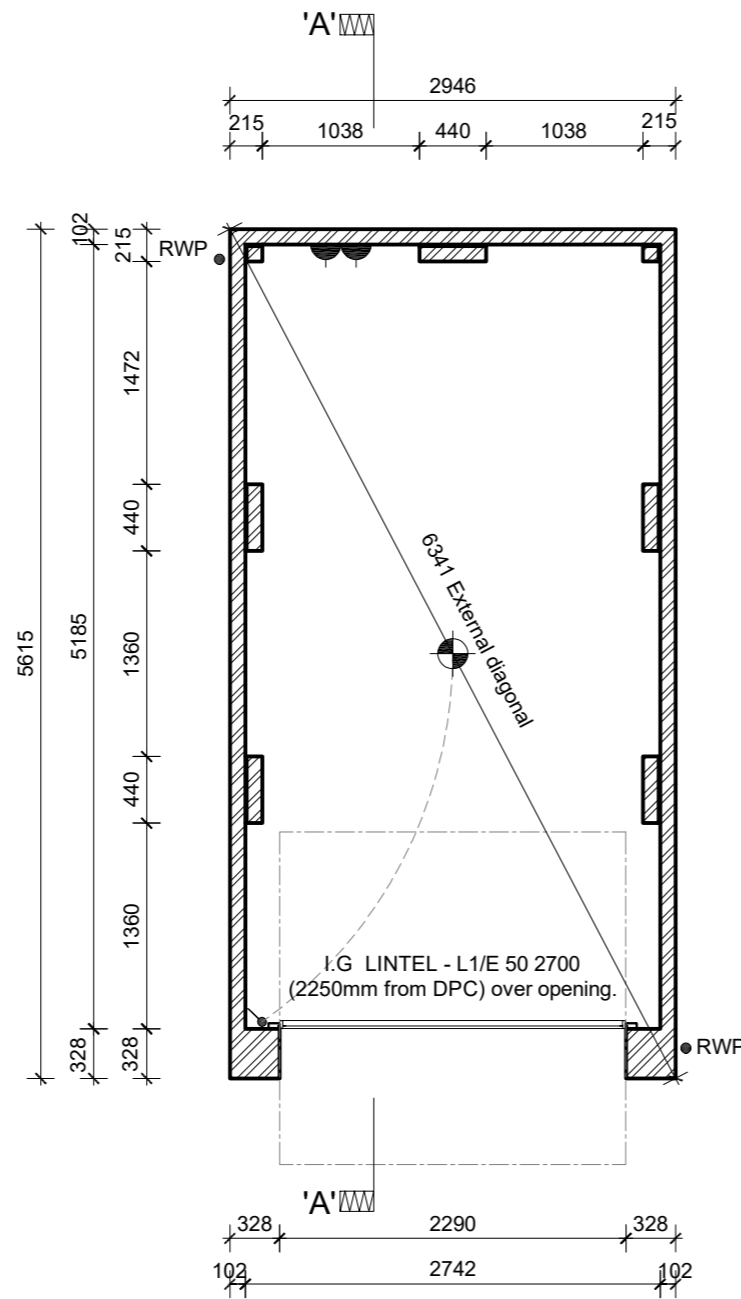 'A'
2946
215 1038 440 1038 215
102
215
RWP
1472
440
5615
5185
1360
6341 External diagonal
440
1360
I.G LINTEL - L1/E 50 2700
(2250mm from DPC) over opening.
328
328
RWP
'A'
328 2290 328
102 2742 102